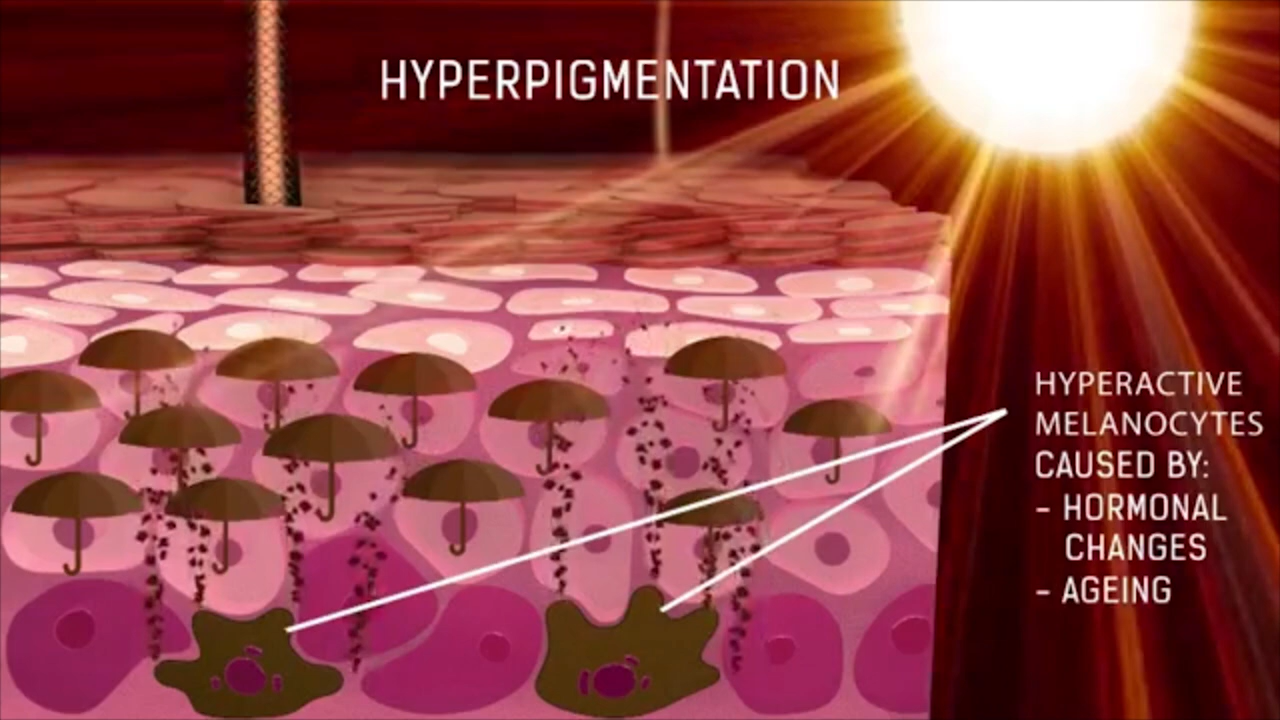 HYPERPIGMENTATION
HYPERACTIVE
MELANOCYTES
CAUSED BY:
- HORMONAL
CHANGES
- AGEING